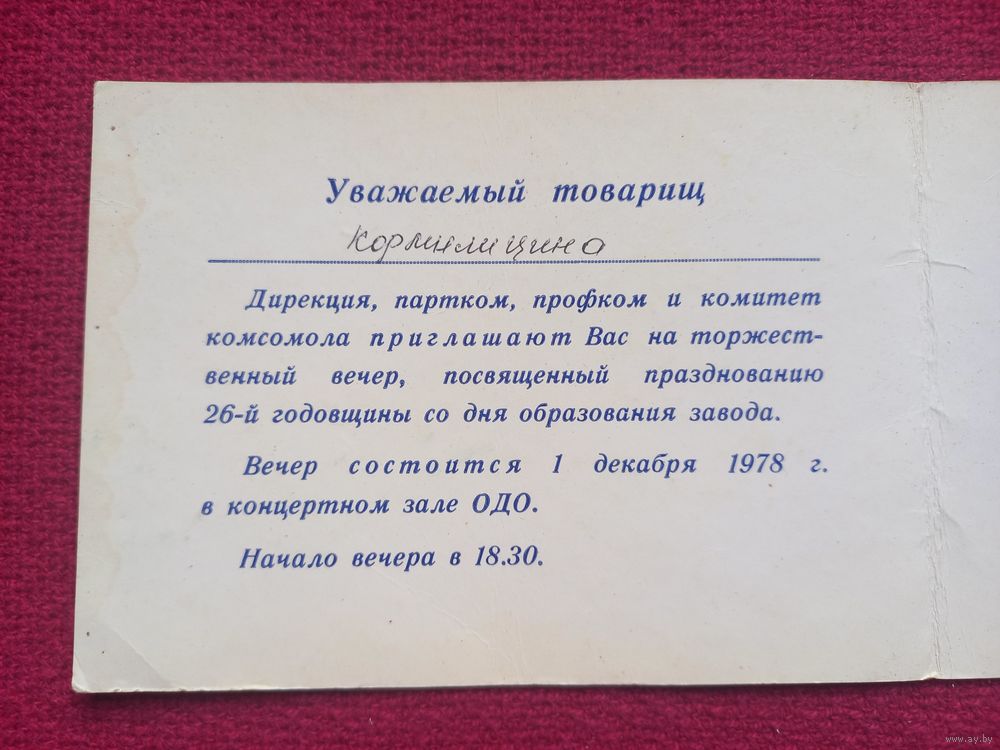 Уважаемый товарищ
Кормилицина
Дирекция, партком, профком и комитет
комсомола приглашают Вас на торжест-
венный вечер, посвященный празднованию
26-й годовщины со дня образования завода.
Вечер состоится 1 декабря 1978 г.
в концертном зале ОДО.
Начало вечера в 18.30.
www.ay.by